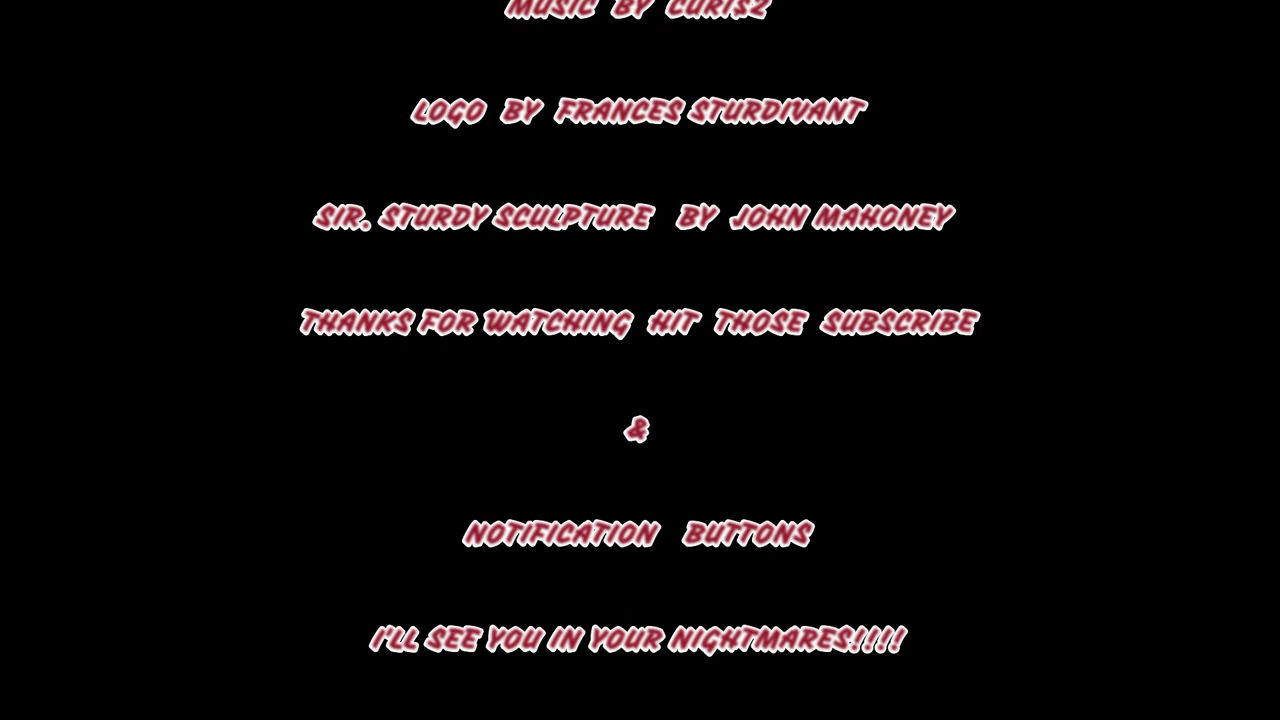 MUSIC BY
LOGO BY FRANCES STURDIVANT
SIR. STURDY SCULPTURE BY JOHN MAHONEY
THANKS FOR WATCHING HIT THOSE SUBSCRIBE
&
NOTIFICATION BUTTONS
I'LL SEE YOU IN YOUR NIGHTMARES!!!!